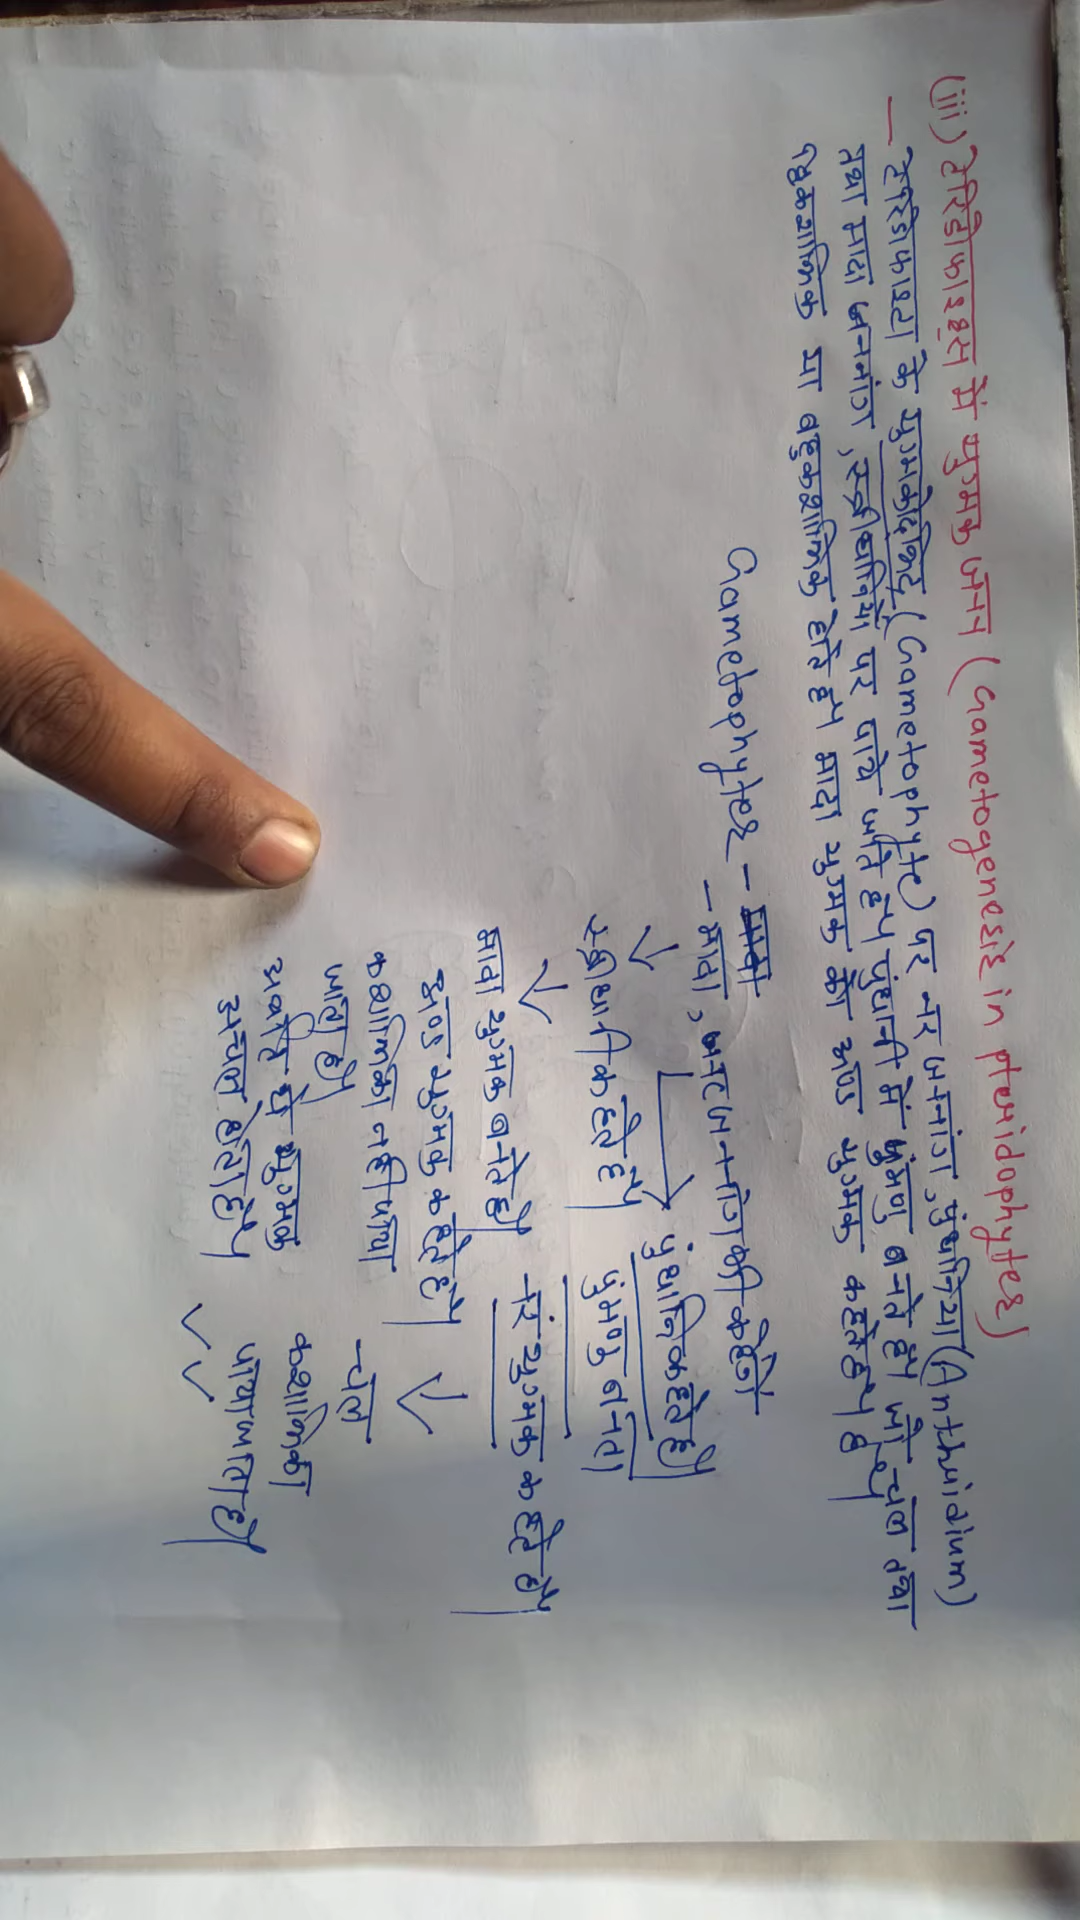 (iii) टेरिडोफाइट्स में युग्मक जनन (Gametogenesis in pteridophytes)
— टेरिडोफाइटा के युग्मकोद्भिद् (Gametophyte) पर नर जननांग, पुंधानियां (Antheridium)
तथा मादा जननांग, स्त्रीधानियां पर पाये जाते है। पुंधानी में पुंमणु बनते है। जो चल तथा
एककशाभिक या बहुकशाभिक होते है। मादा युग्मक को अण्ड युग्मक कहते है। है
Gametophytes –
– मादा, नर जननांग की कहते
स्त्रीधानी कहते है। पुंधानि कहते है।
पुंमणु बनता
मादा युग्मक बनते है। नर युग्मक कहते है।
अण्ड युग्मक कहते है।
कशाभिका नही पाया चल
जाता है। कशाभिका
अर्थात ये युग्मक पाया जाता है।
अचल होता है।